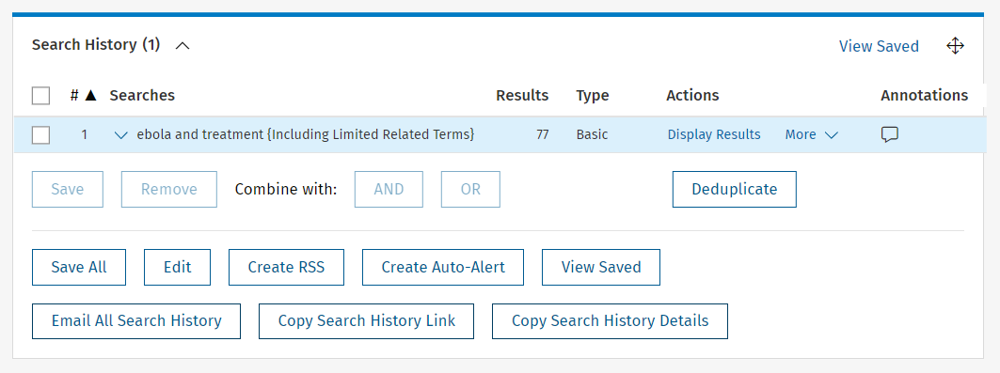 Search History (1) View Saved
# ▲ Searches Results Type Actions Annotations
1 ebola and treatment {Including Limited Related Terms} 77 Basic Display Results More
Save Remove Combine with: AND OR Deduplicate
Save All Edit Create RSS Create Auto-Alert View Saved
Email All Search History Copy Search History Link Copy Search History Details